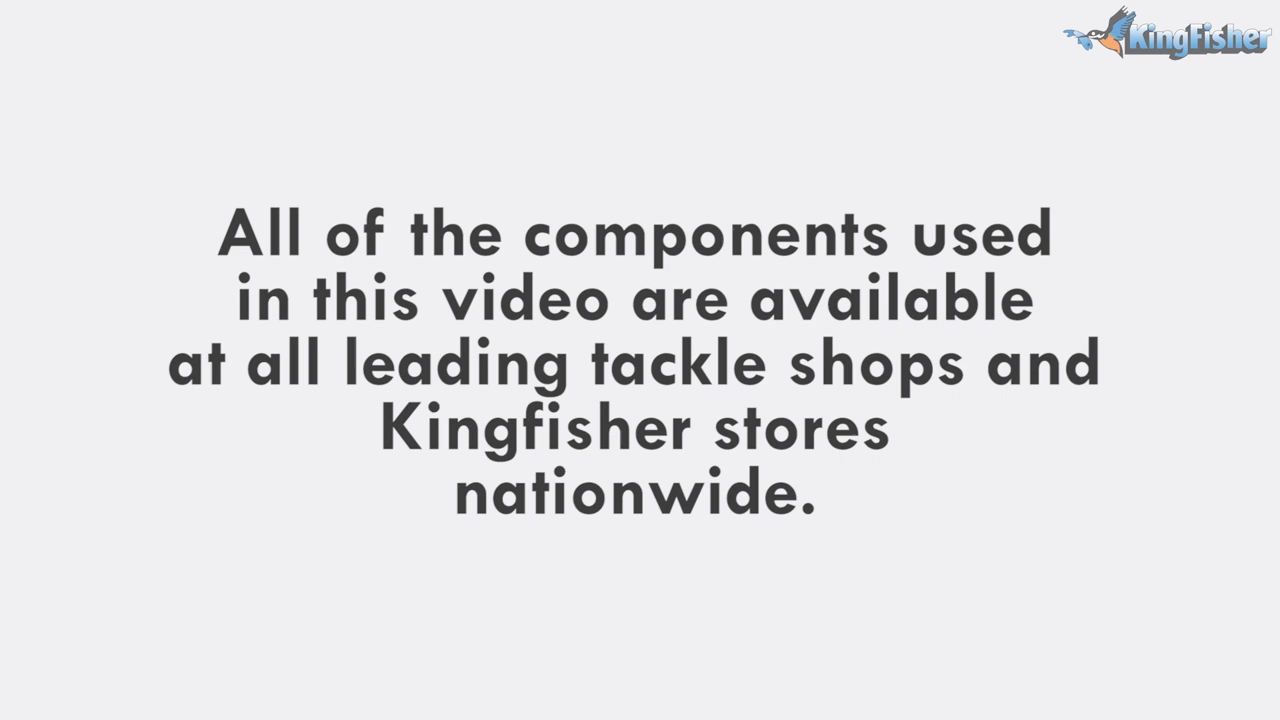 KingFisher
All of the components used
in this video are available
at all leading tackle shops and
Kingfisher stores
nationwide.